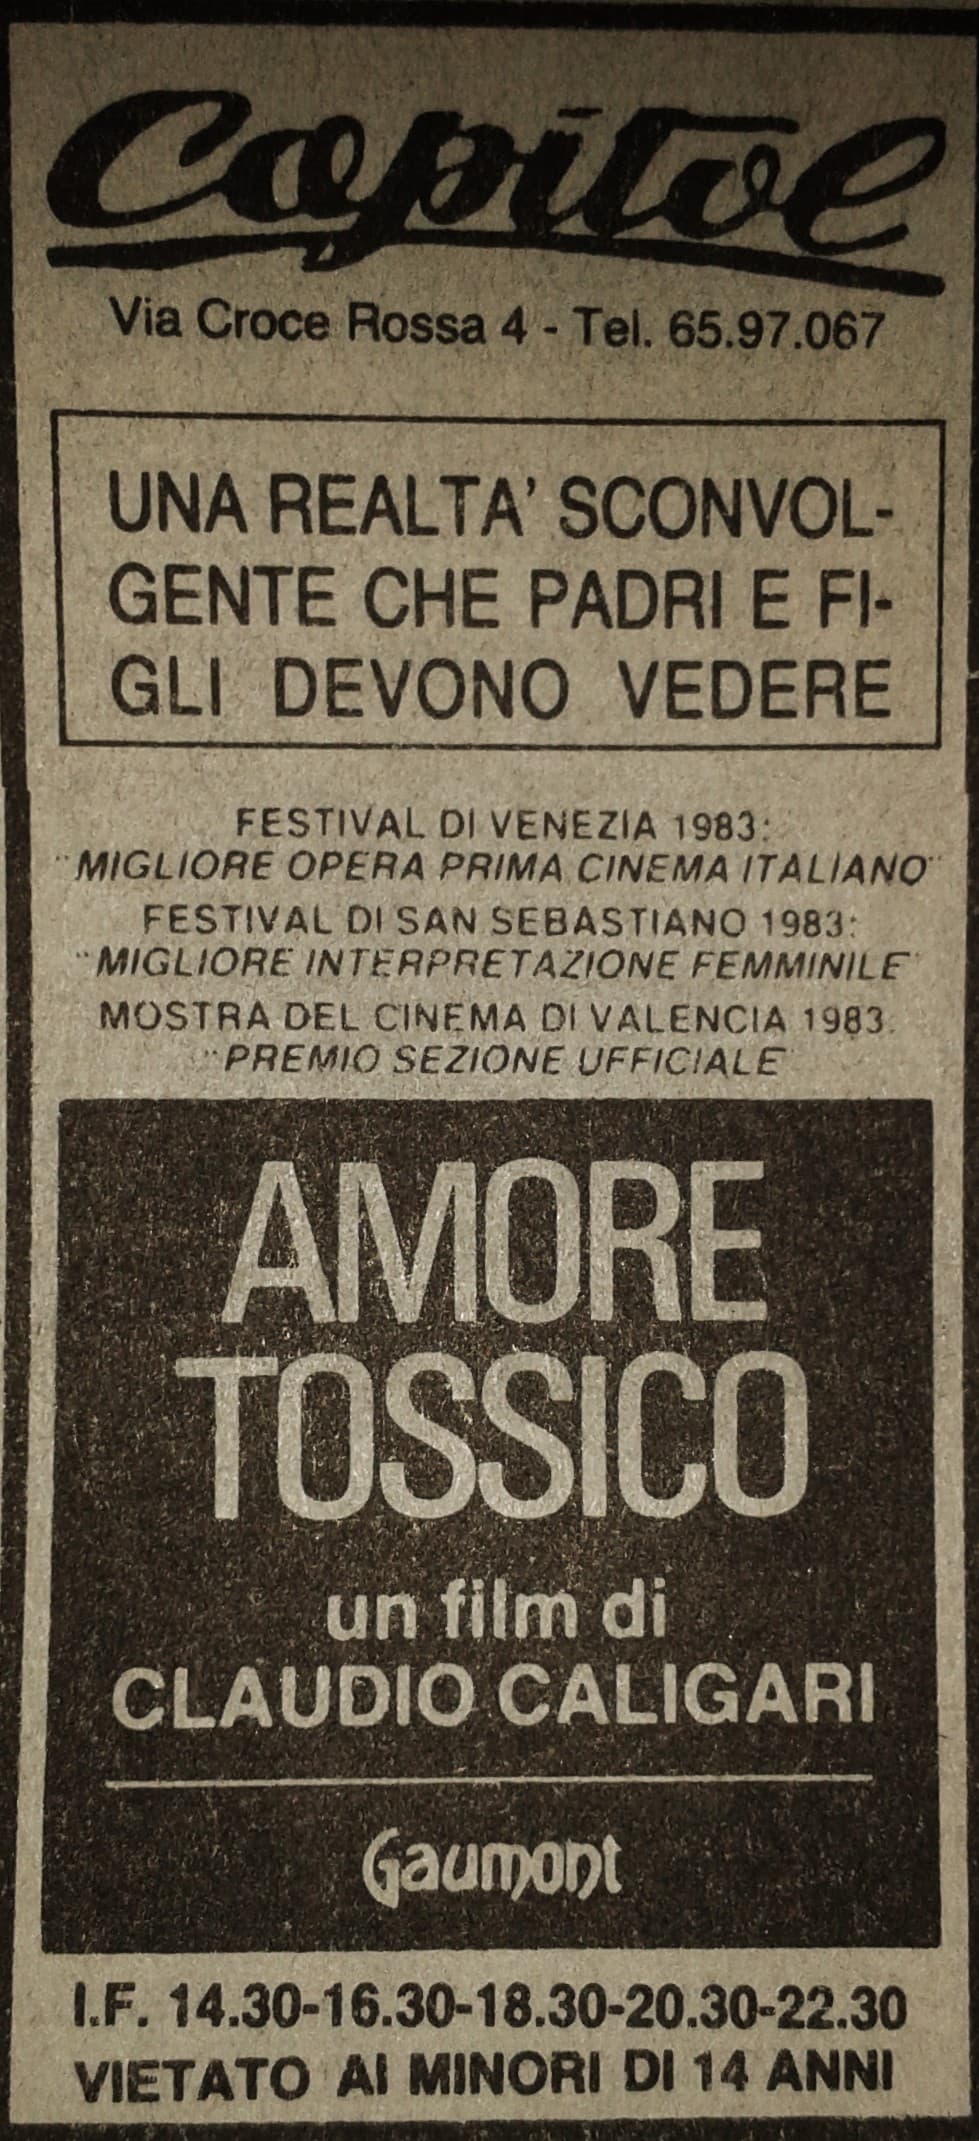 Capitol
Via Croce Rossa 4 - Tel. 65.97.067
UNA REALTA' SCONVOL-
GENTE CHE PADRI E FI-
GLI DEVONO VEDERE
FESTIVAL DI VENEZIA 1983:
"MIGLIORE OPERA PRIMA CINEMA ITALIANO"
FESTIVAL DI SAN SEBASTIANO 1983:
"MIGLIORE INTERPRETAZIONE FEMMINILE"
MOSTRA DEL CINEMA DI VALENCIA 1983:
"PREMIO SEZIONE UFFICIALE"
AMORE
TOSSICO
un film di
CLAUDIO CALIGARI
Gaumont
I.F. 14.30-16.30-18.30-20.30-22.30
VIETATO AI MINORI DI 14 ANNI